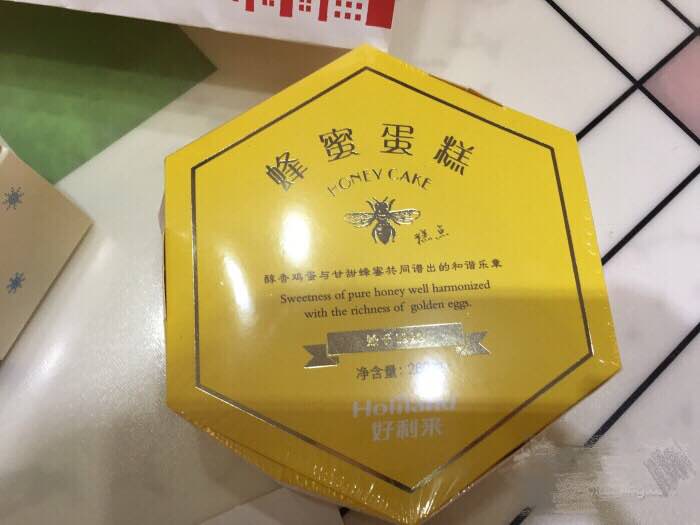 蜂蜜蛋糕
HONEY CAKE
糕点
醇香鸡蛋与甘甜蜂蜜共同谱出的和谐乐章
Sweetness of pure honey well harmonized
with the richness of golden eggs.
净含量:
Holiland
好利来